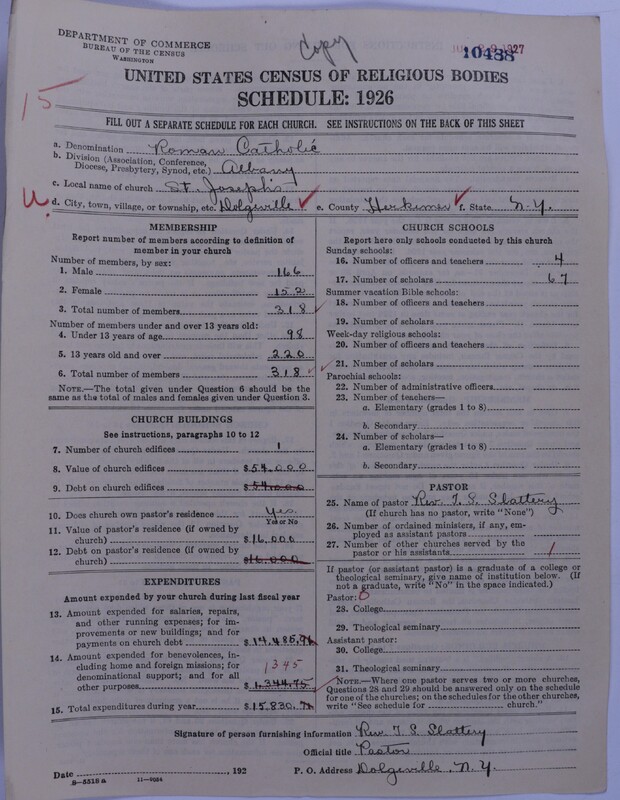 DEPARTMENT OF COMMERCE
BUREAU OF THE CENSUS
WASHINGTON
Copy
1927
10438
UNITED STATES CENSUS OF RELIGIOUS BODIES
SCHEDULE: 1926
15
FILL OUT A SEPARATE SCHEDULE FOR EACH CHURCH. SEE INSTRUCTIONS ON THE BACK OF THIS SHEET
a. Denomination Roman Catholic
b. Division (Association, Conference, Diocese, Presbytery, Synod, etc.) Albany
c. Local name of church St. Joseph's
d. City, town, village, or township, etc. Dolgeville e. County Herkimer f. State N.Y.
MEMBERSHIP
Report number of members according to definition of
member in your church
Number of members, by sex:
1. Male 166
2. Female 152
3. Total number of members 318
Number of members under and over 13 years old:
4. Under 13 years of age 98
5. 13 years old and over 220
6. Total number of members 318
NOTE.—The total given under Question 6 should be
the same as the total of males and females given under Question 3.
CHURCH BUILDINGS
See instructions, paragraphs 10 to 12
7. Number of church edifices 1
8. Value of church edifices $54,000
9. Debt on church edifices $54,000
10. Does church own pastor's residence Yes
Yes or No
11. Value of pastor's residence (if owned by
church) $16,000
12. Debt on pastor's residence (if owned by
church) $16,000
EXPENDITURES
Amount expended by your church during last fiscal year
13. Amount expended for salaries, repairs,
and other running expenses; for im-
provements or new buildings; and for
payments on church debt $14,485.96
14. Amount expended for benevolences, in-
cluding home and foreign missions; for
denominational support; and for all
other purposes $1,344.75
1345
15. Total expenditures during year $15,830.71
CHURCH SCHOOLS
Report here only schools conducted by this church
Sunday schools:
16. Number of officers and teachers 4
17. Number of scholars 67
Summer vacation Bible schools:
18. Number of officers and teachers
19. Number of scholars
Week-day religious schools:
20. Number of officers and teachers
21. Number of scholars
Parochial schools:
22. Number of administrative officers
23. Number of teachers—
a. Elementary (grades 1 to 8)
b. Secondary
24. Number of scholars—
a. Elementary (grades 1 to 8)
b. Secondary
PASTOR
25. Name of pastor Rev. T. S. Slattery
(If church has no pastor, write "None")
26. Number of ordained ministers, if any, em-
ployed as assistant pastors
27. Number of other churches served by the
pastor or his assistants 1
If pastor (or assistant pastor) is a graduate of a college or
theological seminary, give name of institution below. (If
not a graduate, write "No" in the space indicated.)
Pastor: 0
28. College
29. Theological seminary
Assistant pastor:
30. College
31. Theological seminary
NOTE.—Where one pastor serves two or more churches,
Questions 28 and 29 should be answered only on the schedule
for one of the churches; on the schedules for the other churches,
write "See schedule for church."
Signature of person furnishing information Rev. T. S. Slattery
Official title Pastor
Date , 192 P. O. Address Dolgeville, N.Y.
8—5518a 11—9034